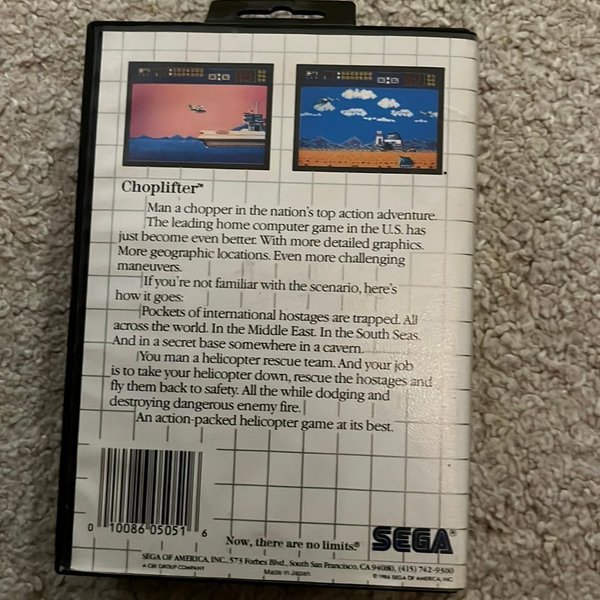 Choplifter™
Man a chopper in the nation's top action adventure.
The leading home computer game in the U.S. has
just become even better. With more detailed graphics.
More geographic locations. Even more challenging
maneuvers.
If you're not familiar with the scenario, here's
how it goes:
Pockets of international hostages are trapped. All
across the world. In the Middle East. In the South Seas.
And in a secret base somewhere in a cavern.
You man a helicopter rescue team. And your job
is to take your helicopter down, rescue the hostages and
fly them back to safety. All the while dodging and
destroying dangerous enemy fire.
An action-packed helicopter game at its best.
0 10086 05051 6
Now, there are no limits.® SEGA®
SEGA OF AMERICA, INC. 573 Forbes Blvd., South San Francisco, CA 94080, (415) 742-9300
A CSK GROUP COMPANY Made in Japan © 1986 SEGA OF AMERICA, INC.